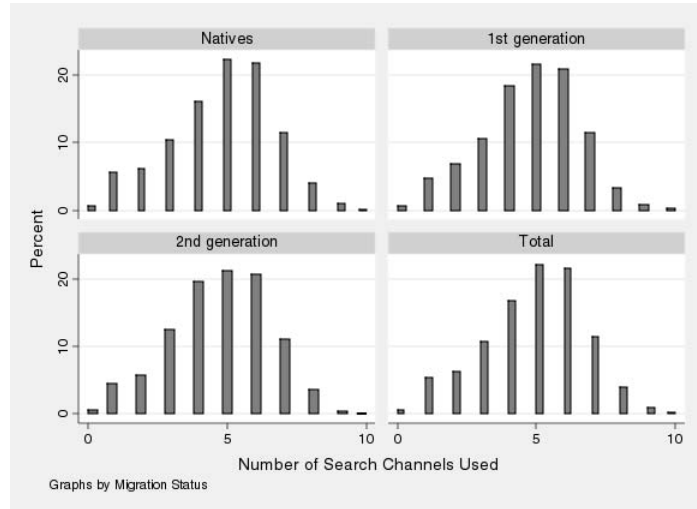 Natives
1st generation
2nd generation
Total
Percent
0
10
20
0
10
20
0
5
10
0
5
10
Number of Search Channels Used
Graphs by Migration Status